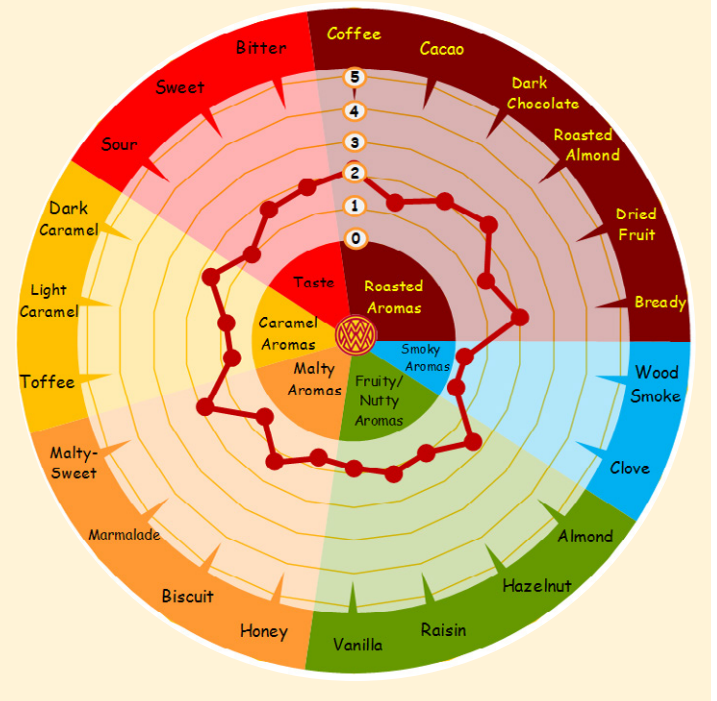 Coffee
Cacao
Dark
Chocolate
Roasted
Almond
Dried
Fruit
Bready
Wood
Smoke
Clove
Almond
Hazelnut
Raisin
Vanilla
Honey
Biscuit
Marmalade
Malty-
Sweet
Toffee
Light
Caramel
Dark
Caramel
Sour
Sweet
Bitter
5
4
3
2
1
0
Taste
Roasted
Aromas
Smoky
Aromas
Fruity/
Nutty
Aromas
Malty
Aromas
Caramel
Aromas